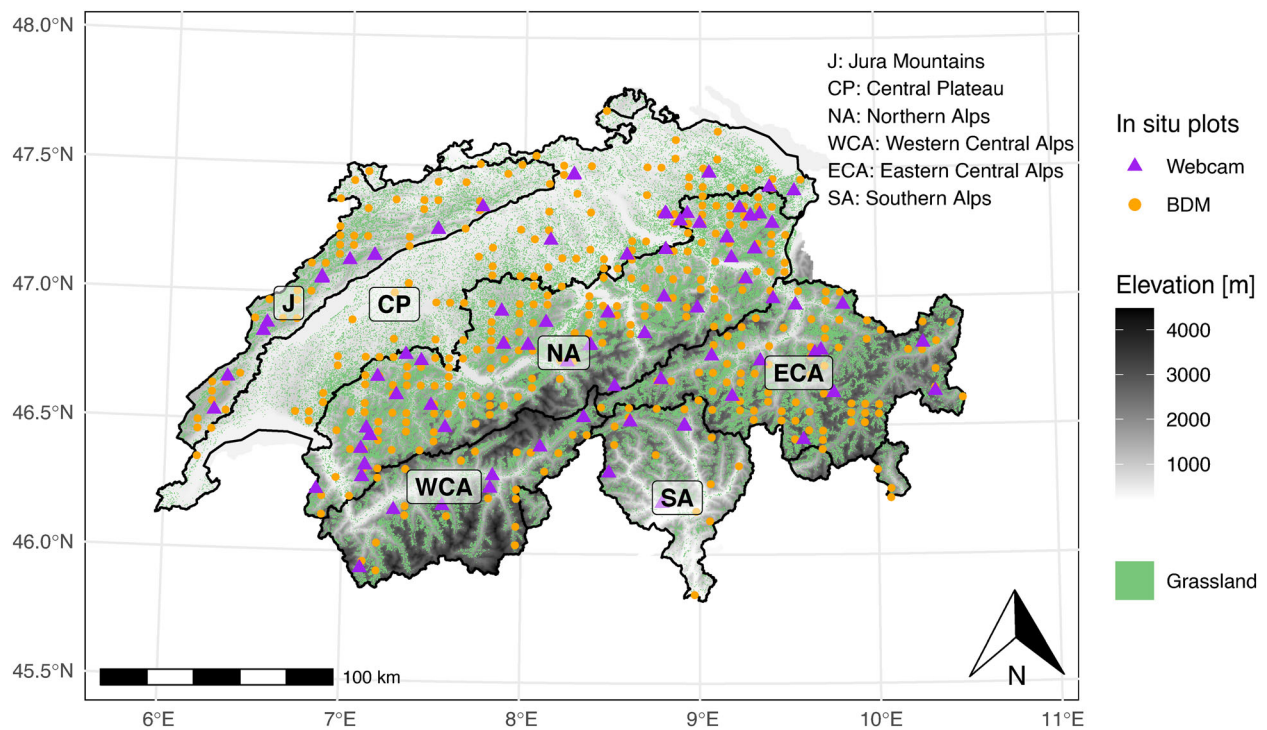 48.0°N
47.5°N
47.0°N
46.5°N
46.0°N
45.5°N
6°E
7°E
8°E
9°E
10°E
11°E
J: Jura Mountains
CP: Central Plateau
NA: Northern Alps
WCA: Western Central Alps
ECA: Eastern Central Alps
SA: Southern Alps
J
CP
NA
ECA
WCA
SA
100 km
N
In situ plots
Webcam
BDM
Elevation [m]
4000
3000
2000
1000
Grassland